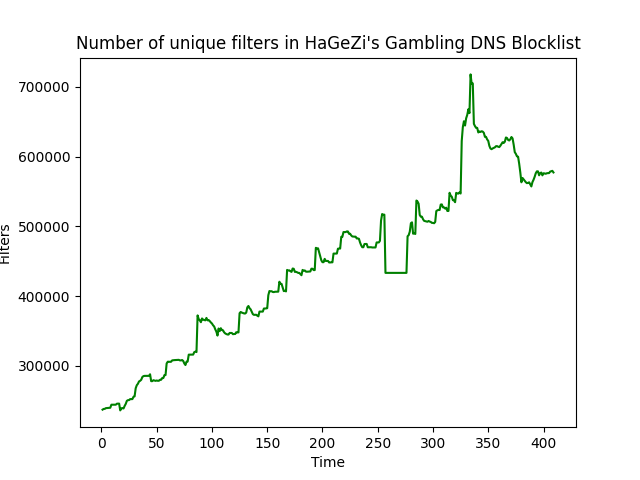 Number of unique filters in HaGeZi's Gambling DNS Blocklist
700000
600000
500000
400000
300000
Filters
0 50 100 150 200 250 300 350 400
Time